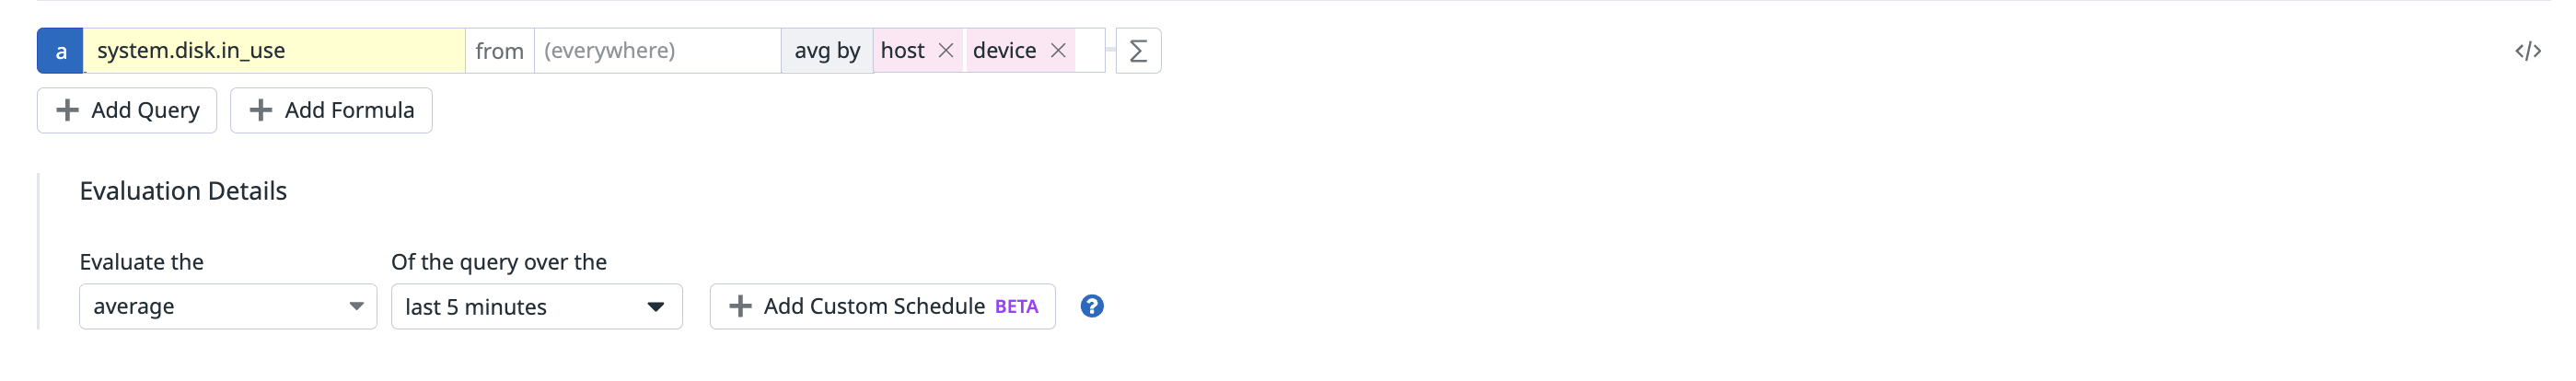 a system.disk.in_use from (everywhere) avg by host × device × Σ </>
+ Add Query + Add Formula
Evaluation Details
Evaluate the Of the query over the
average last 5 minutes + Add Custom Schedule BETA ?